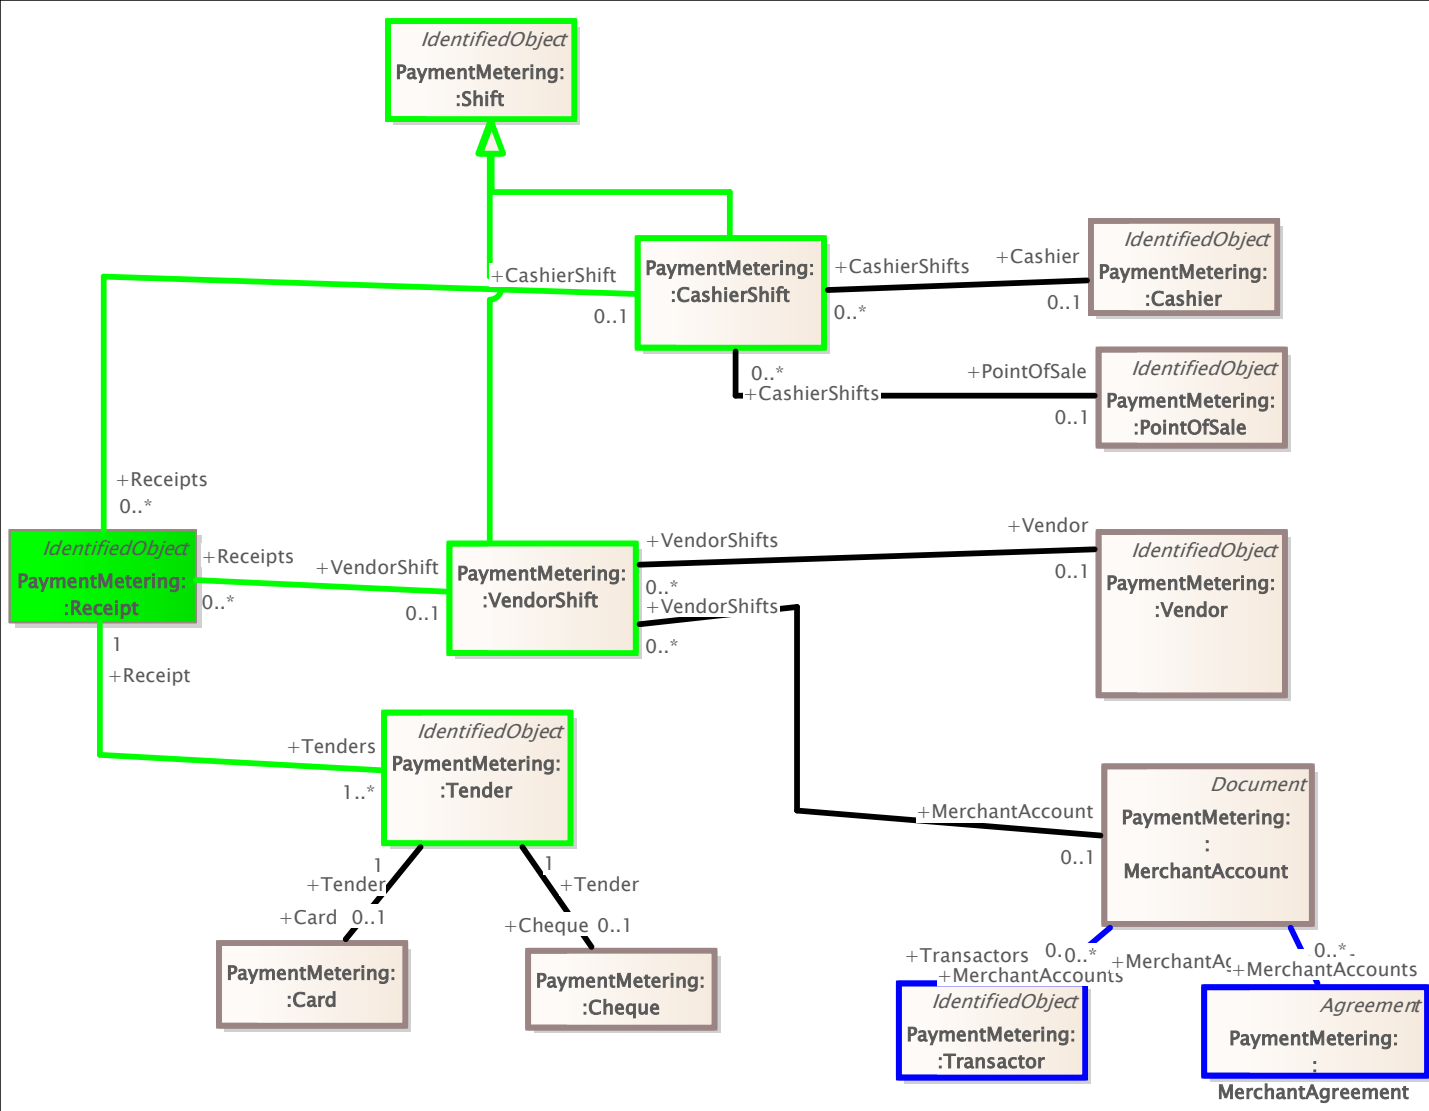 IdentifiedObject
PaymentMetering:
:Shift
+CashierShift
0..1
PaymentMetering:
:CashierShift
+CashierShifts
0..*
+Cashier
0..1
IdentifiedObject
PaymentMetering:
:Cashier
0..*
+CashierShifts
+PointOfSale
0..1
IdentifiedObject
PaymentMetering:
:PointOfSale
+Receipts
0..*
IdentifiedObject
PaymentMetering:
:Receipt
+Receipts
0..*
+VendorShift
0..1
PaymentMetering:
:VendorShift
+VendorShifts
0..*
+Vendor
0..1
IdentifiedObject
PaymentMetering:
:Vendor
+VendorShifts
0..*
1
+Receipt
+Tenders
1..*
IdentifiedObject
PaymentMetering:
:Tender
+MerchantAccount
0..1
Document
PaymentMetering:
:
MerchantAccount
1
+Tender
+Card 0..1
1
+Tender
+Cheque 0..1
PaymentMetering:
:Card
PaymentMetering:
:Cheque
+Transactors
0..*
+MerchantAccounts
0..*
+MerchantAccounts
IdentifiedObject
PaymentMetering:
:Transactor
Agreement
PaymentMetering:
:
MerchantAgreement